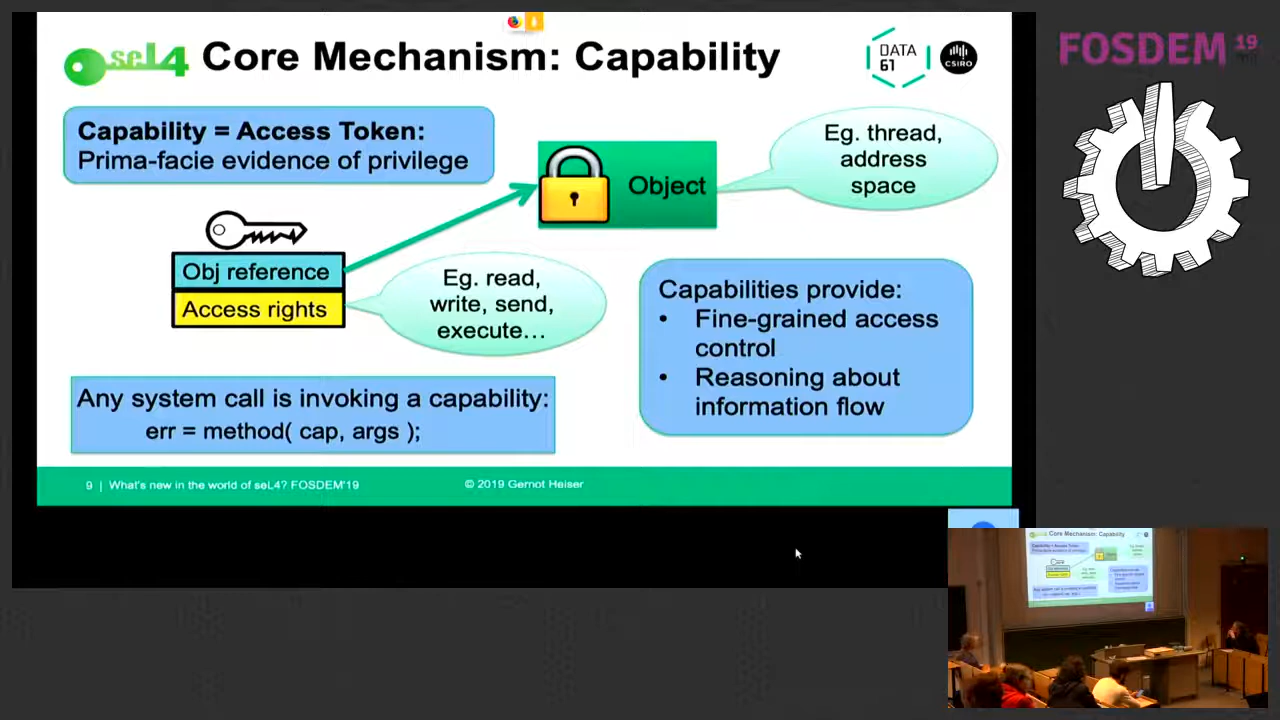 seL4 Core Mechanism: Capability
DATA
61
CSIRO
FOSDEM 19
Capability = Access Token:
Prima-facie evidence of privilege
Object
Eg. thread,
address
space
Obj reference
Access rights
Eg. read,
write, send,
execute…
Capabilities provide:
• Fine-grained access
control
• Reasoning about
information flow
Any system call is invoking a capability:
err = method( cap, args );
9 | What's new in the world of seL4? FOSDEM'19
© 2019 Gernot Heiser
Core Mechanism: Capability